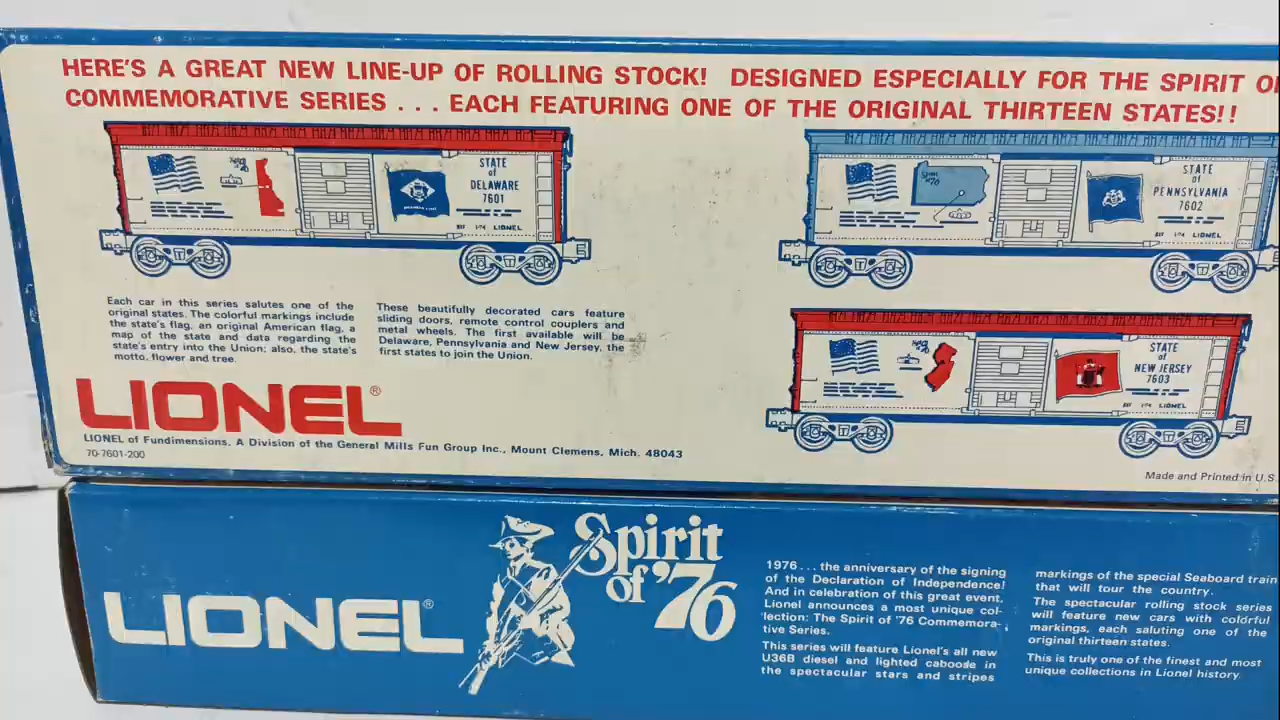 HERE'S A GREAT NEW LINE-UP OF ROLLING STOCK! DESIGNED ESPECIALLY FOR THE SPIRIT
COMMEMORATIVE SERIES . . . EACH FEATURING ONE OF THE ORIGINAL THIRTEEN STATES!!
STATE
of
DELAWARE
7601
BLT 1-74 LIONEL
Spirit
of '76
STATE
of
PENNSYLVANIA
7602
BLT 1-74 LIONEL
Each car in this series salutes one of the
original states. The colorful markings include
the state's flag, an original American flag, a
map of the state and data regarding the
state's entry into the Union; also, the state's
motto, flower and tree.
These beautifully decorated cars feature
sliding doors, remote control couplers and
metal wheels. The first available will be
Delaware, Pennsylvania and New Jersey, the
first states to join the Union.
STATE
of
NEW JERSEY
7603
BLT 1-74 LIONEL
LIONEL®
LIONEL of Fundimensions, A Division of the General Mills Fun Group Inc., Mount Clemens, Mich. 48043
70-7601-200
Made and Printed in U.S.
LIONEL®
Spirit
of '76
1976 . . . the anniversary of the signing
of the Declaration of Independence!
And in celebration of this great event,
Lionel announces a most unique col-
lection: The Spirit of '76 Commemora-
tive Series.
This series will feature Lionel's all new
U36B diesel and lighted caboose in
the spectacular stars and stripes
markings of the special Seaboard train
that will tour the country.
The spectacular rolling stock series
will feature new cars with colorful
markings, each saluting one of the
original thirteen states.
This is truly one of the finest and most
unique collections in Lionel history.